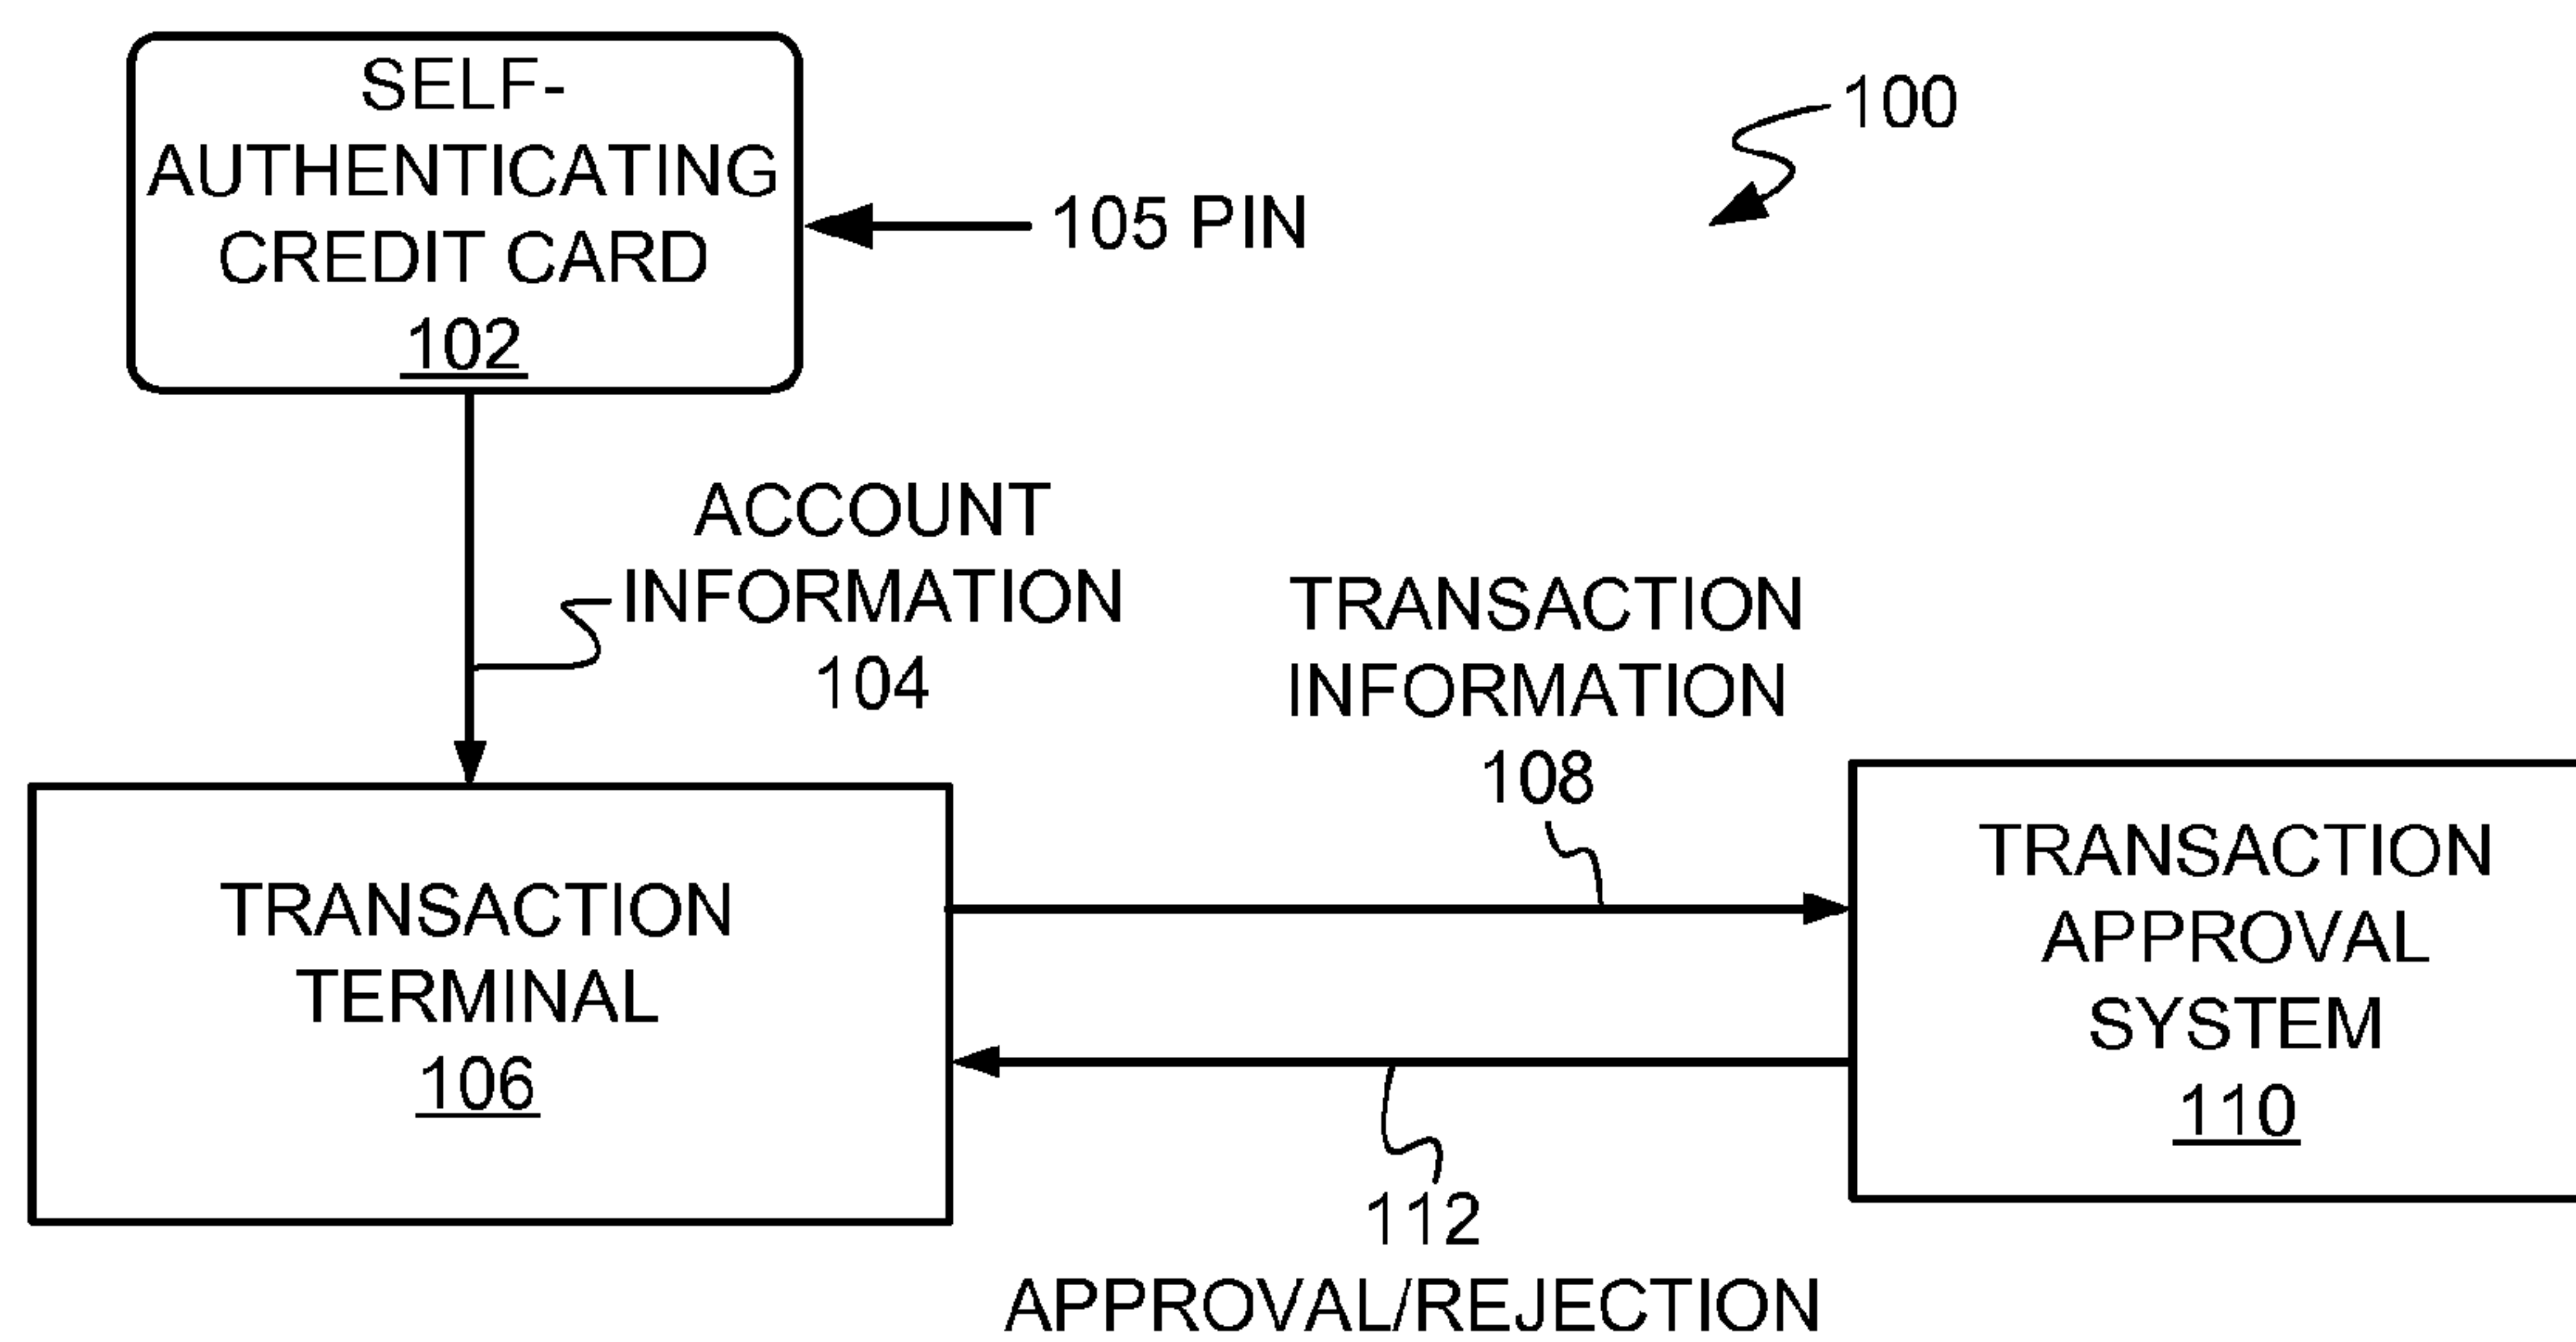 SELF-
AUTHENTICATING
CREDIT CARD
102
100
105 PIN
ACCOUNT
INFORMATION
104
TRANSACTION
INFORMATION
108
TRANSACTION
TERMINAL
106
TRANSACTION
APPROVAL
SYSTEM
110
112
APPROVAL/REJECTION